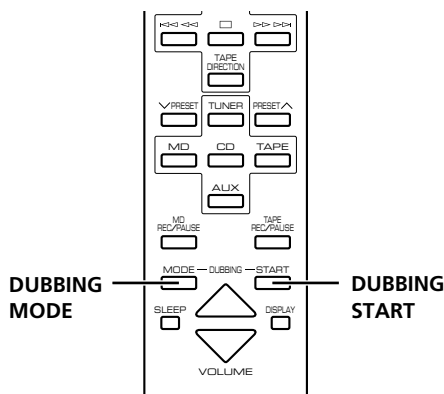 TAPE
DIRECTION
PRESET TUNER PRESET
MD CD TAPE
AUX
MD
REC/PAUSE
TAPE
REC/PAUSE
MODE — DUBBING — START
DUBBING
MODE
DUBBING
START
SLEEP DISPLAY
VOLUME